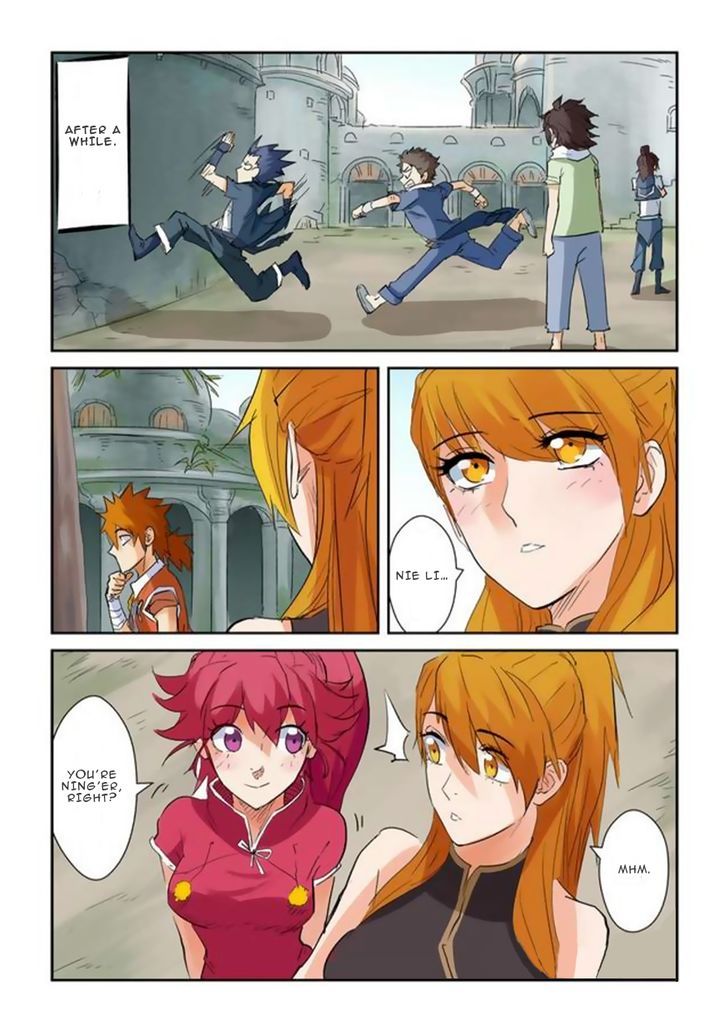 AFTER A
WHILE.
NIE LI...
YOU'RE
NING'ER,
RIGHT?
MHM.